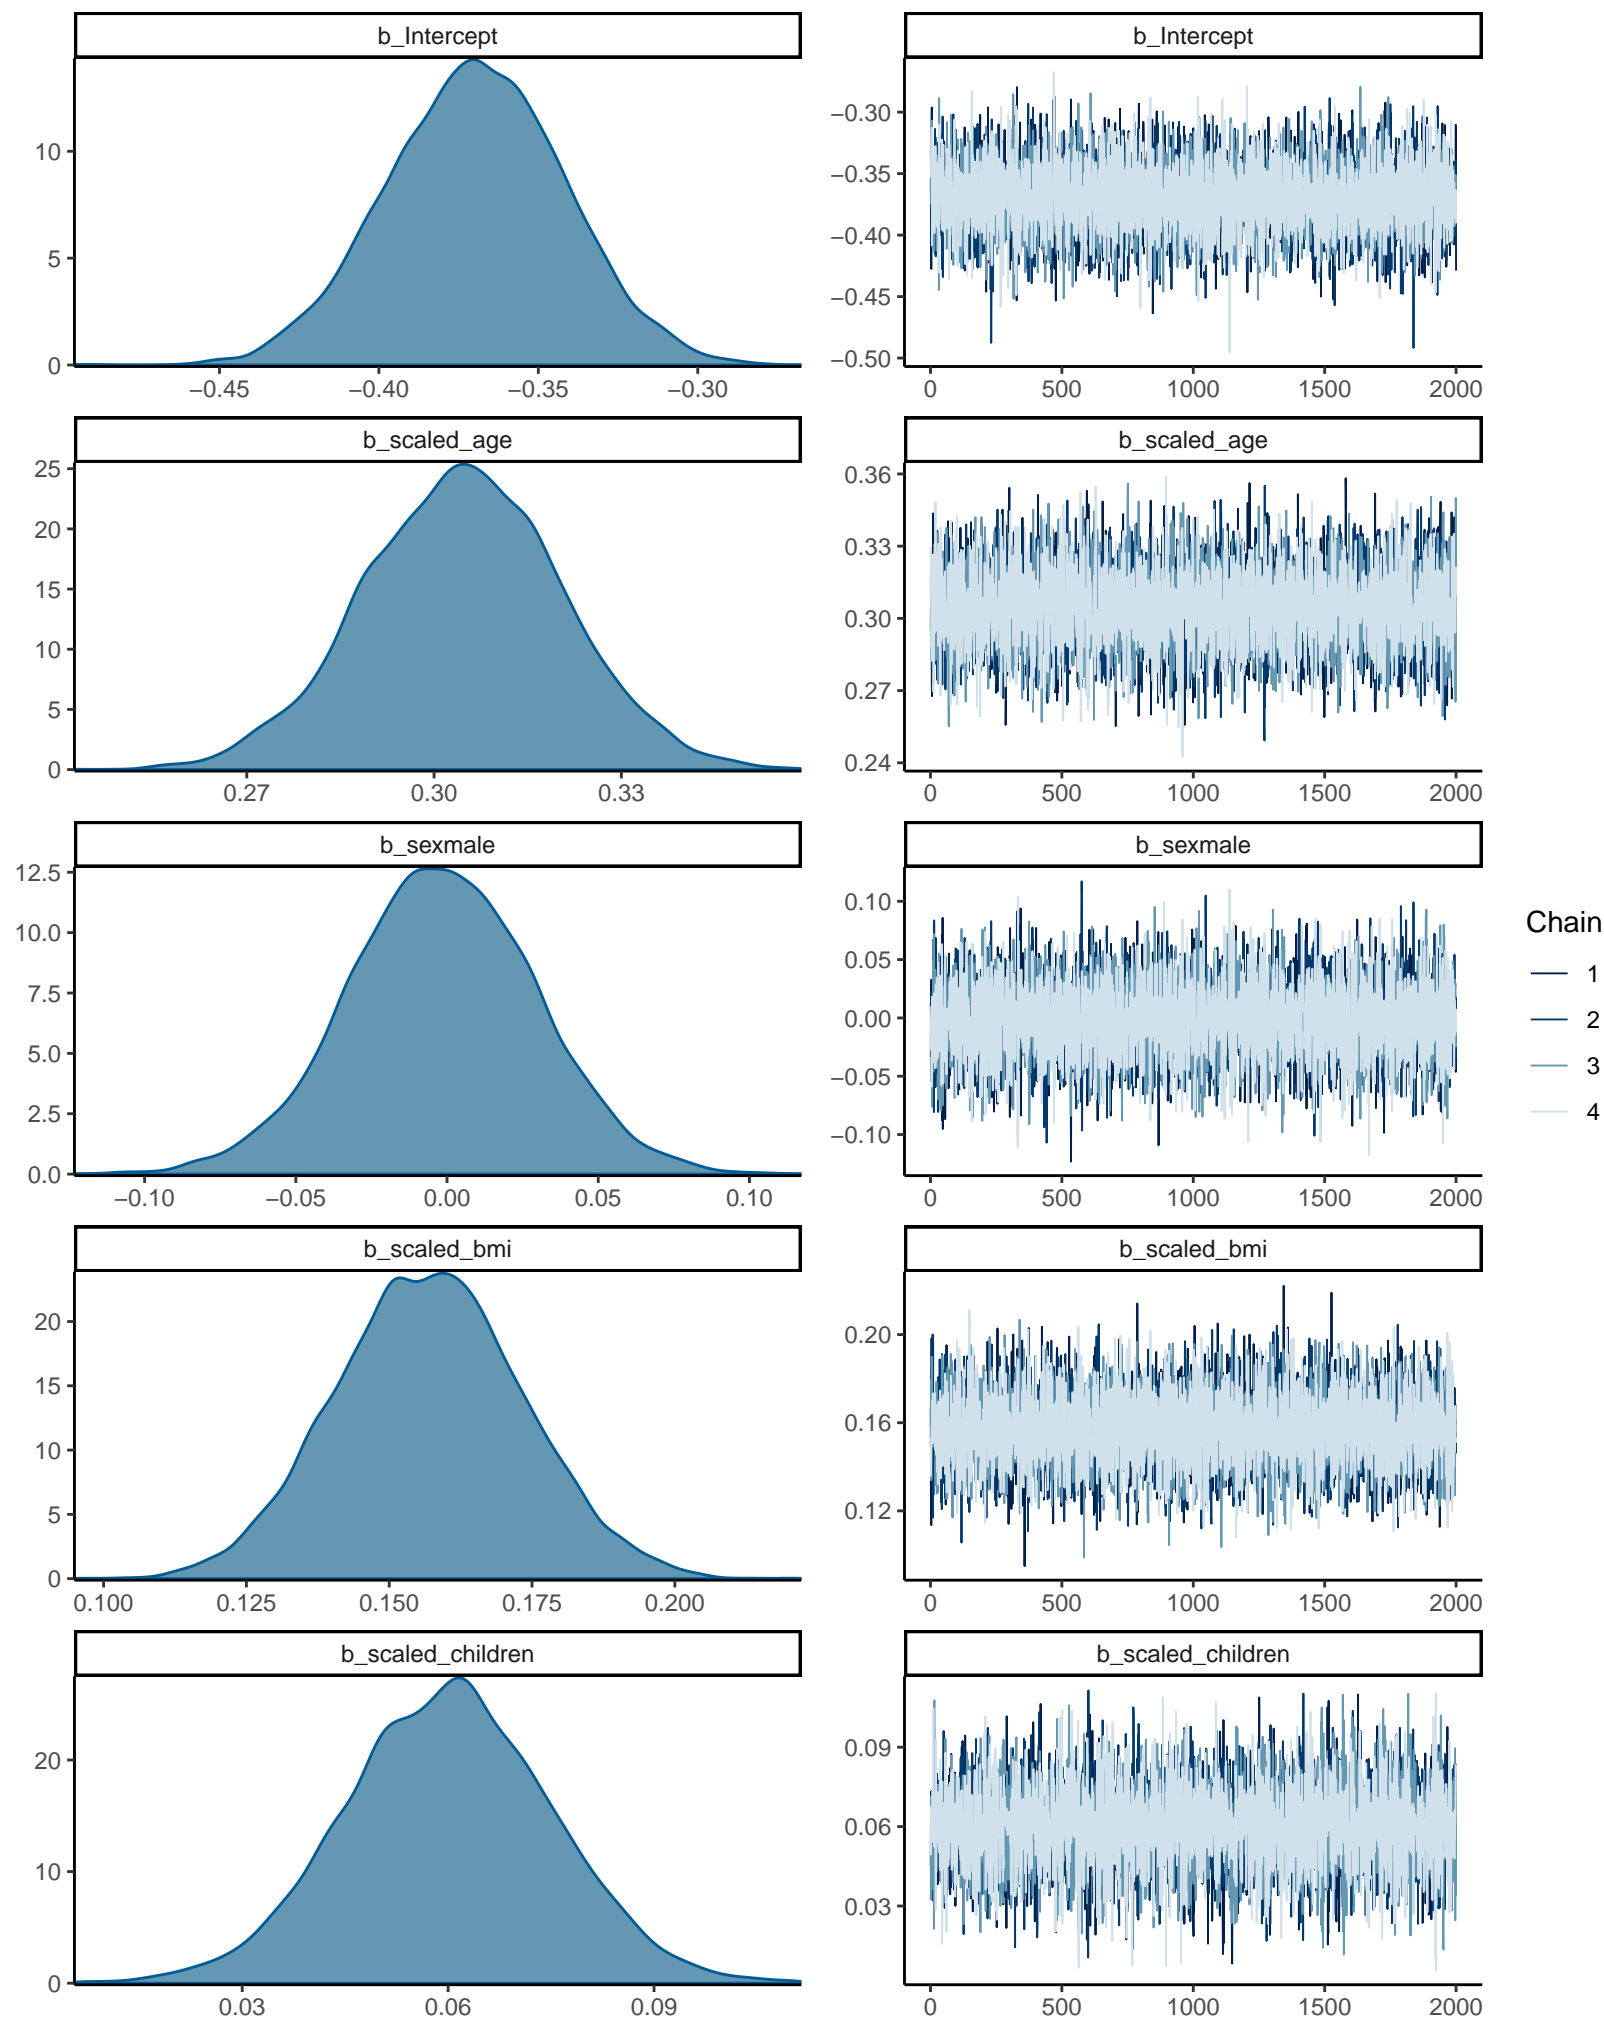 b_Intercept
b_Intercept
10
5
0
−0.45 −0.40 −0.35 −0.30
−0.30
−0.35
−0.40
−0.45
−0.50
0 500 1000 1500 2000
b_scaled_age
b_scaled_age
25
20
15
10
5
0
0.27 0.30 0.33
0.36
0.33
0.30
0.27
0.24
0 500 1000 1500 2000
b_sexmale
b_sexmale
12.5
10.0
7.5
5.0
2.5
0.0
−0.10 −0.05 0.00 0.05 0.10
0.10
0.05
0.00
−0.05
−0.10
0 500 1000 1500 2000
Chain
1
2
3
4
b_scaled_bmi
b_scaled_bmi
20
15
10
5
0
0.100 0.125 0.150 0.175 0.200
0.20
0.16
0.12
0 500 1000 1500 2000
b_scaled_children
b_scaled_children
20
10
0
0.03 0.06 0.09
0.09
0.06
0.03
0 500 1000 1500 2000